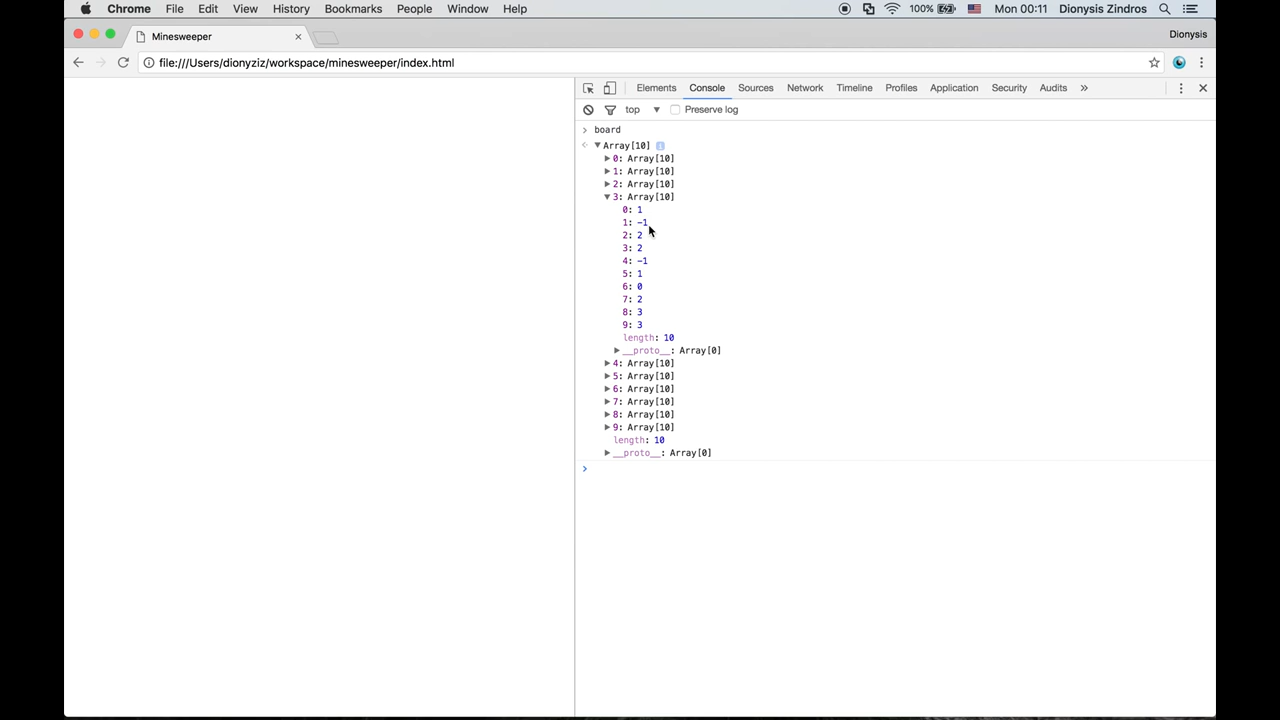 Chrome File Edit View History Bookmarks People Window Help 100% Mon 00:11 Dionysis Zindros
Minesweeper × Dionysis
file:///Users/dionyziz/workspace/minesweeper/index.html
Elements Console Sources Network Timeline Profiles Application Security Audits »
top ▼ Preserve log
> board
▼ Array[10] i
▶ 0: Array[10]
▶ 1: Array[10]
▶ 2: Array[10]
▼ 3: Array[10]
0: 1
1: -1
2: 2
3: 2
4: -1
5: 1
6: 0
7: 2
8: 3
9: 3
length: 10
▶ __proto__: Array[0]
▶ 4: Array[10]
▶ 5: Array[10]
▶ 6: Array[10]
▶ 7: Array[10]
▶ 8: Array[10]
▶ 9: Array[10]
length: 10
▶ __proto__: Array[0]
>